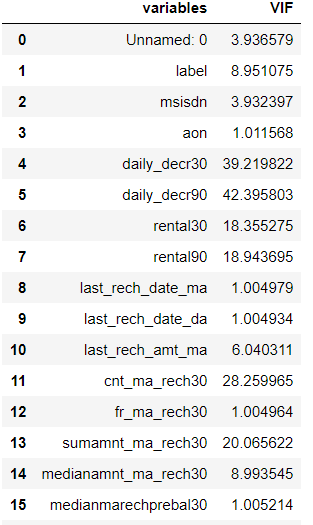 variables VIF
0 Unnamed: 0 3.936579
1 label 8.951075
2 msisdn 3.932397
3 aon 1.011568
4 daily_decr30 39.219822
5 daily_decr90 42.395803
6 rental30 18.355275
7 rental90 18.943695
8 last_rech_date_ma 1.004979
9 last_rech_date_da 1.004934
10 last_rech_amt_ma 6.040311
11 cnt_ma_rech30 28.259965
12 fr_ma_rech30 1.004964
13 sumamnt_ma_rech30 20.065622
14 medianamnt_ma_rech30 8.993545
15 medianmarechprebal30 1.005214